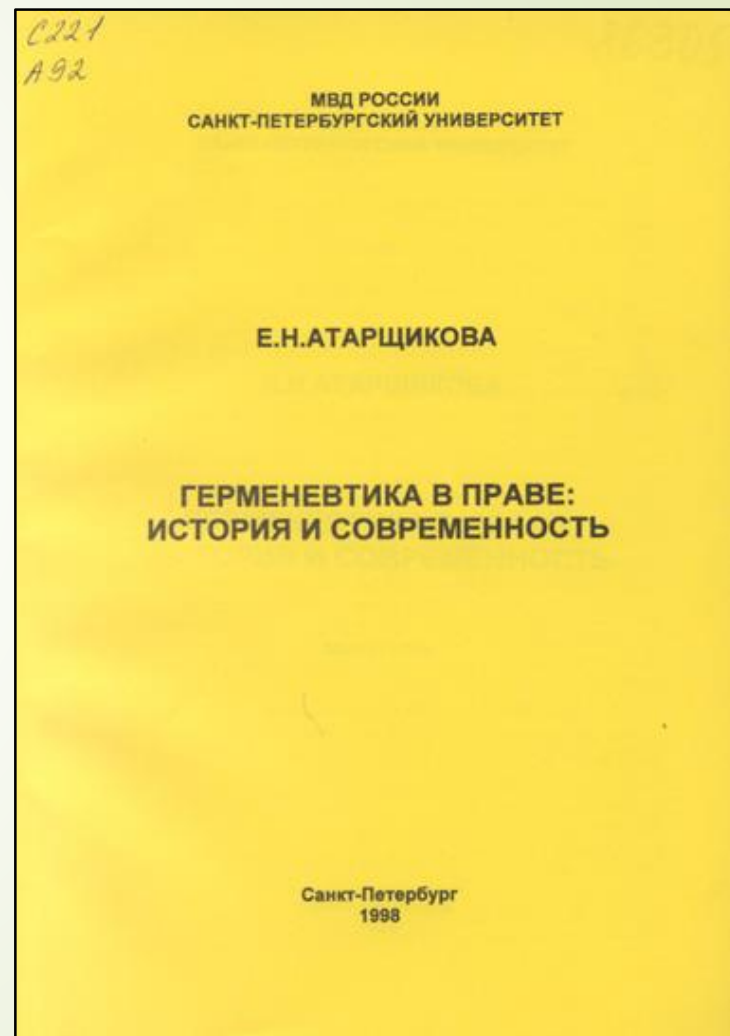 С221
А92
МВД РОССИИ
САНКТ-ПЕТЕРБУРГСКИЙ УНИВЕРСИТЕТ
Е.Н.АТАРЩИКОВА
ГЕРМЕНЕВТИКА В ПРАВЕ:
ИСТОРИЯ И СОВРЕМЕННОСТЬ
Санкт-Петербург
1998